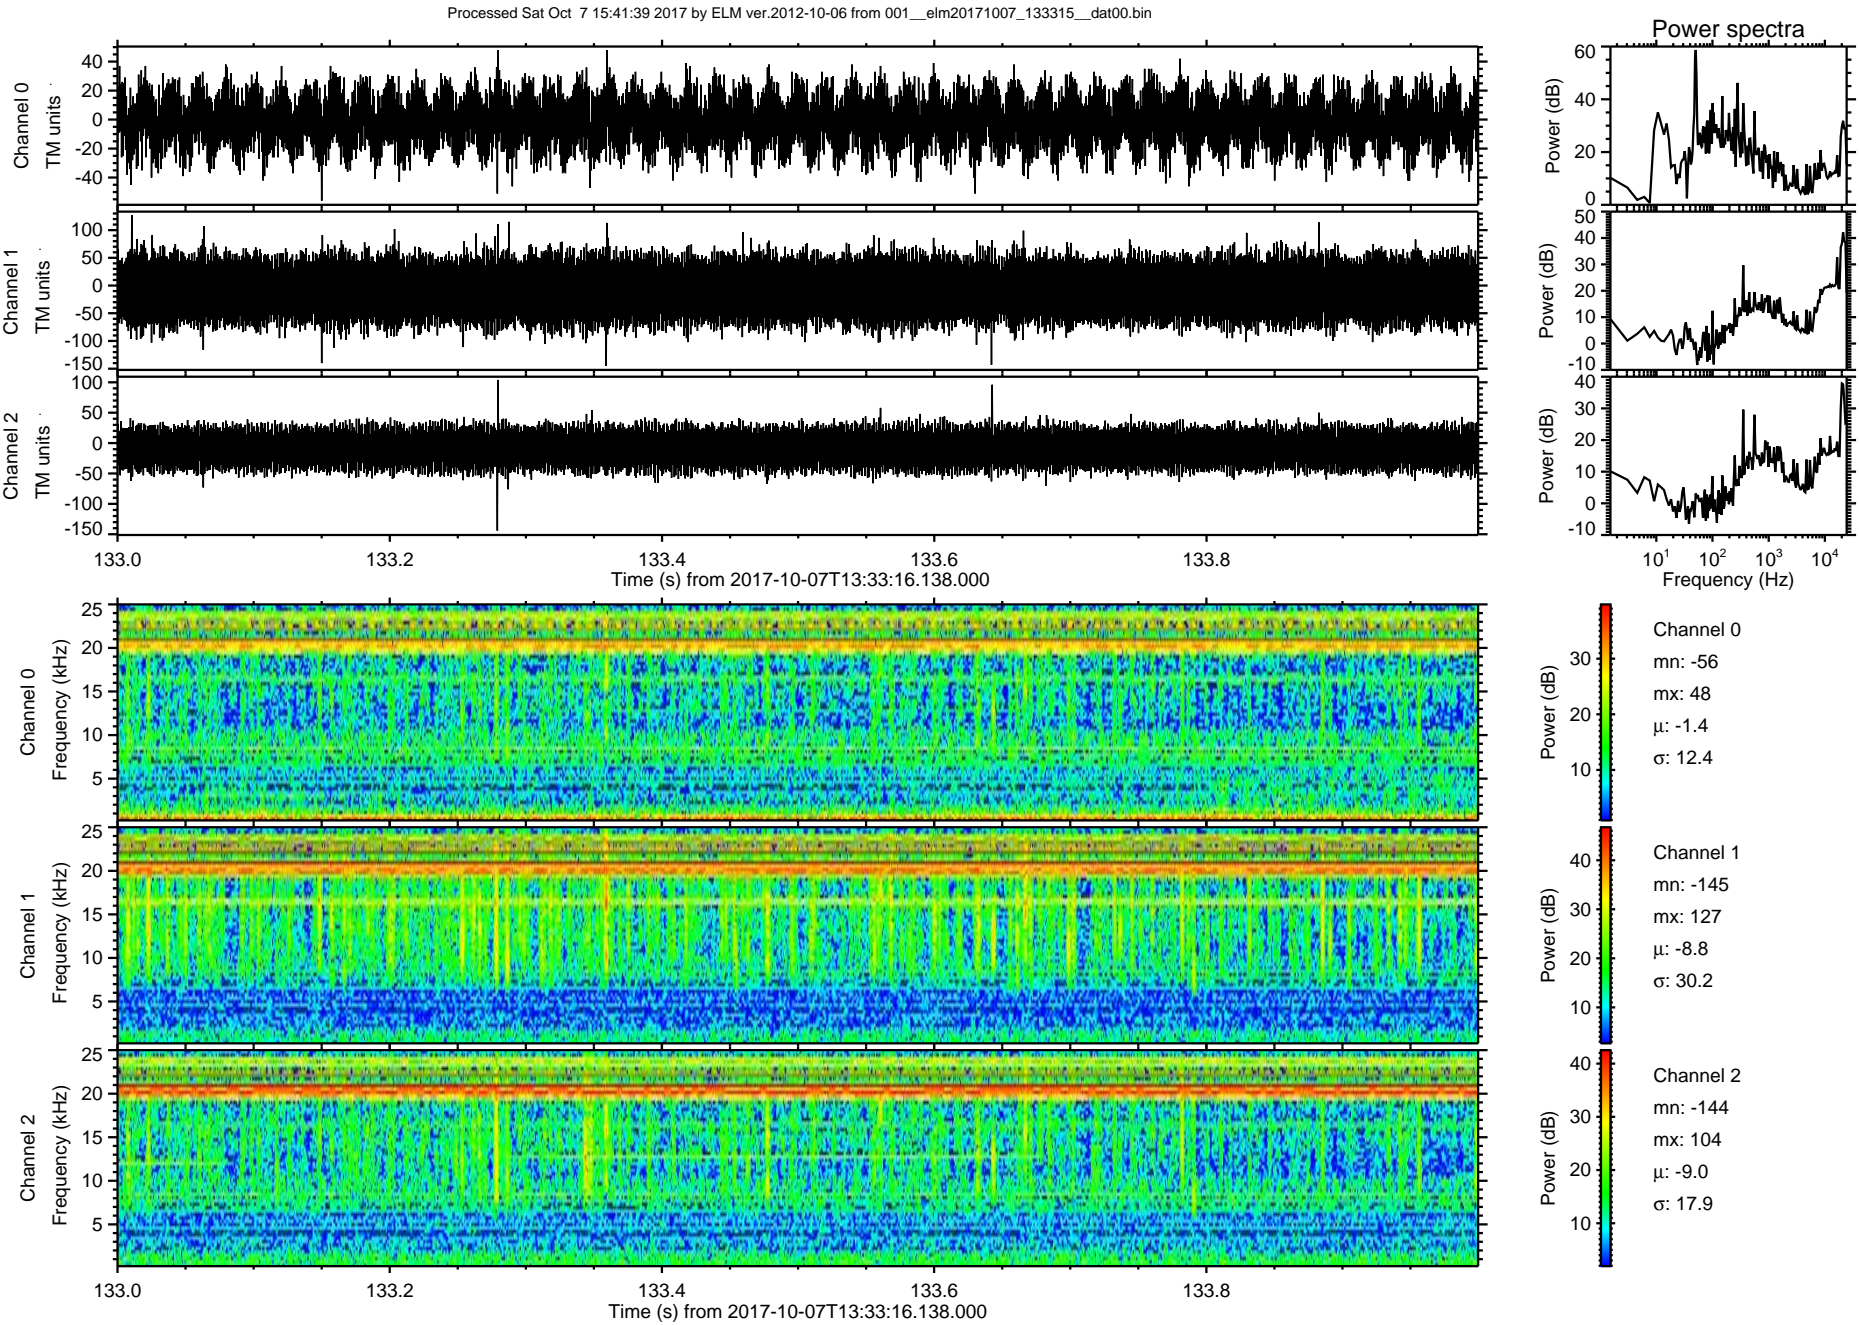 Processed Sat Oct  7 15:41:39 2017 by ELM ver.2012-10-06 from 001__elm20171007_133315__dat00.bin
Power spectra
Channel 0
TM units
40
20
0
-20
-40
Power (dB)
60
40
20
0
Channel 1
TM units
100
50
0
-50
-100
-150
Power (dB)
50
40
30
20
10
0
-10
Channel 2
TM units
100
50
0
-50
-100
-150
Power (dB)
40
30
20
10
0
-10
133.0 133.2 133.4 133.6 133.8
Time (s) from 2017-10-07T13:33:16.138.000
10¹ 10² 10³ 10⁴
Frequency (Hz)
Channel 0
Frequency (kHz)
25
20
15
10
5
Power (dB)
30
20
10
Channel 0
mn: -56
mx: 48
μ: -1.4
σ: 12.4
Channel 1
Frequency (kHz)
25
20
15
10
5
Power (dB)
40
30
20
10
Channel 1
mn: -145
mx: 127
μ: -8.8
σ: 30.2
Channel 2
Frequency (kHz)
25
20
15
10
5
Power (dB)
40
30
20
10
Channel 2
mn: -144
mx: 104
μ: -9.0
σ: 17.9
133.0 133.2 133.4 133.6 133.8
Time (s) from 2017-10-07T13:33:16.138.000